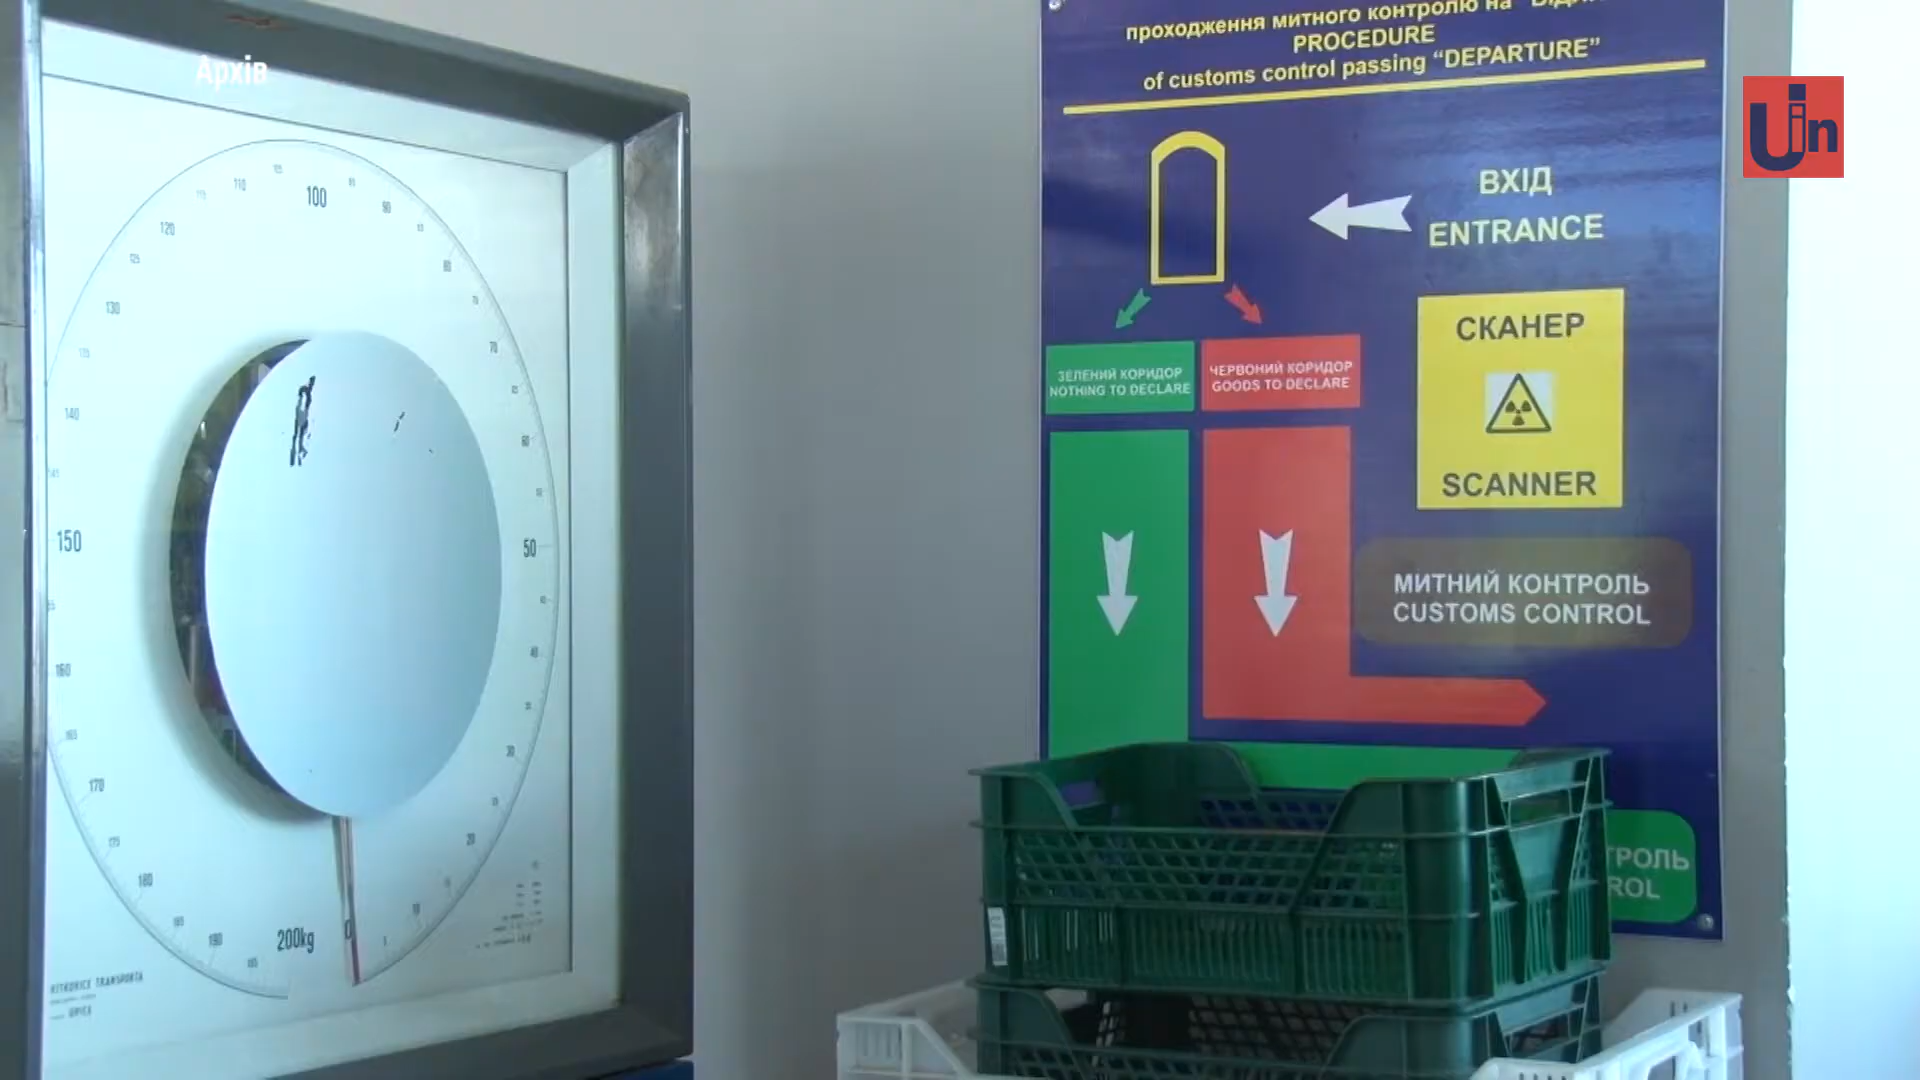 Архів
100
110
120
130
140
150
160
170
180
190
200kg
0
10
20
30
40
50
60
70
80
90
проходження митного контролю на
PROCEDURE
of customs control passing “DEPARTURE”
ВХІД
ENTRANCE
ЗЕЛЕНИЙ КОРИДОР
NOTHING TO DECLARE
ЧЕРВОНИЙ КОРИДОР
GOODS TO DECLARE
СКАНЕР
SCANNER
МИТНИЙ КОНТРОЛЬ
CUSTOMS CONTROL
ТРОЛЬ
ROL
Uin